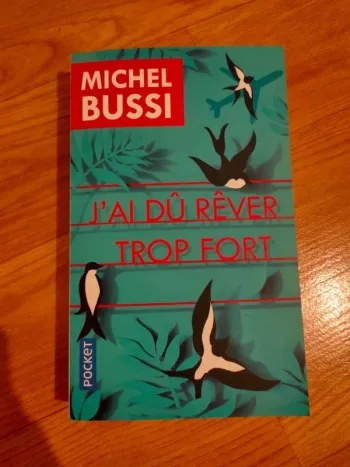 MICHEL
BUSSI
J'AI DÛ RÊVER
TROP FORT
POCKET